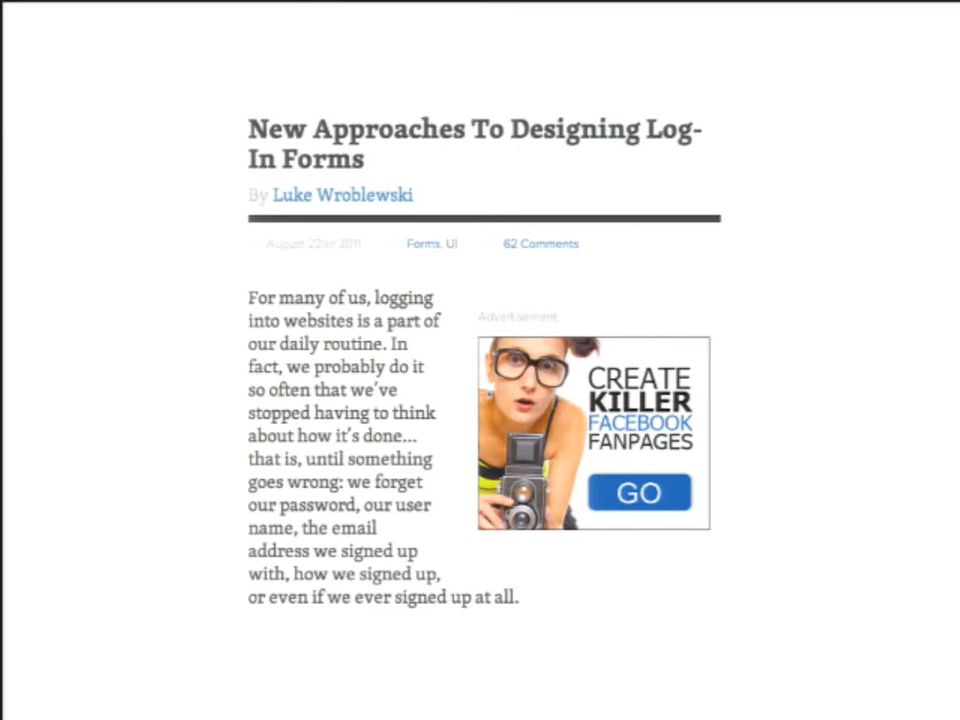 New Approaches To Designing Log-
In Forms
By Luke Wroblewski
August 22nd 2011
Forms, UI
62 Comments
For many of us, logging
into websites is a part of
our daily routine. In
fact, we probably do it
so often that we've
stopped having to think
about how it's done...
that is, until something
goes wrong: we forget
our password, our user
name, the email
address we signed up
with, how we signed up,
or even if we ever signed up at all.
Advertisement
CREATE
KILLER
FACEBOOK
FANPAGES
GO